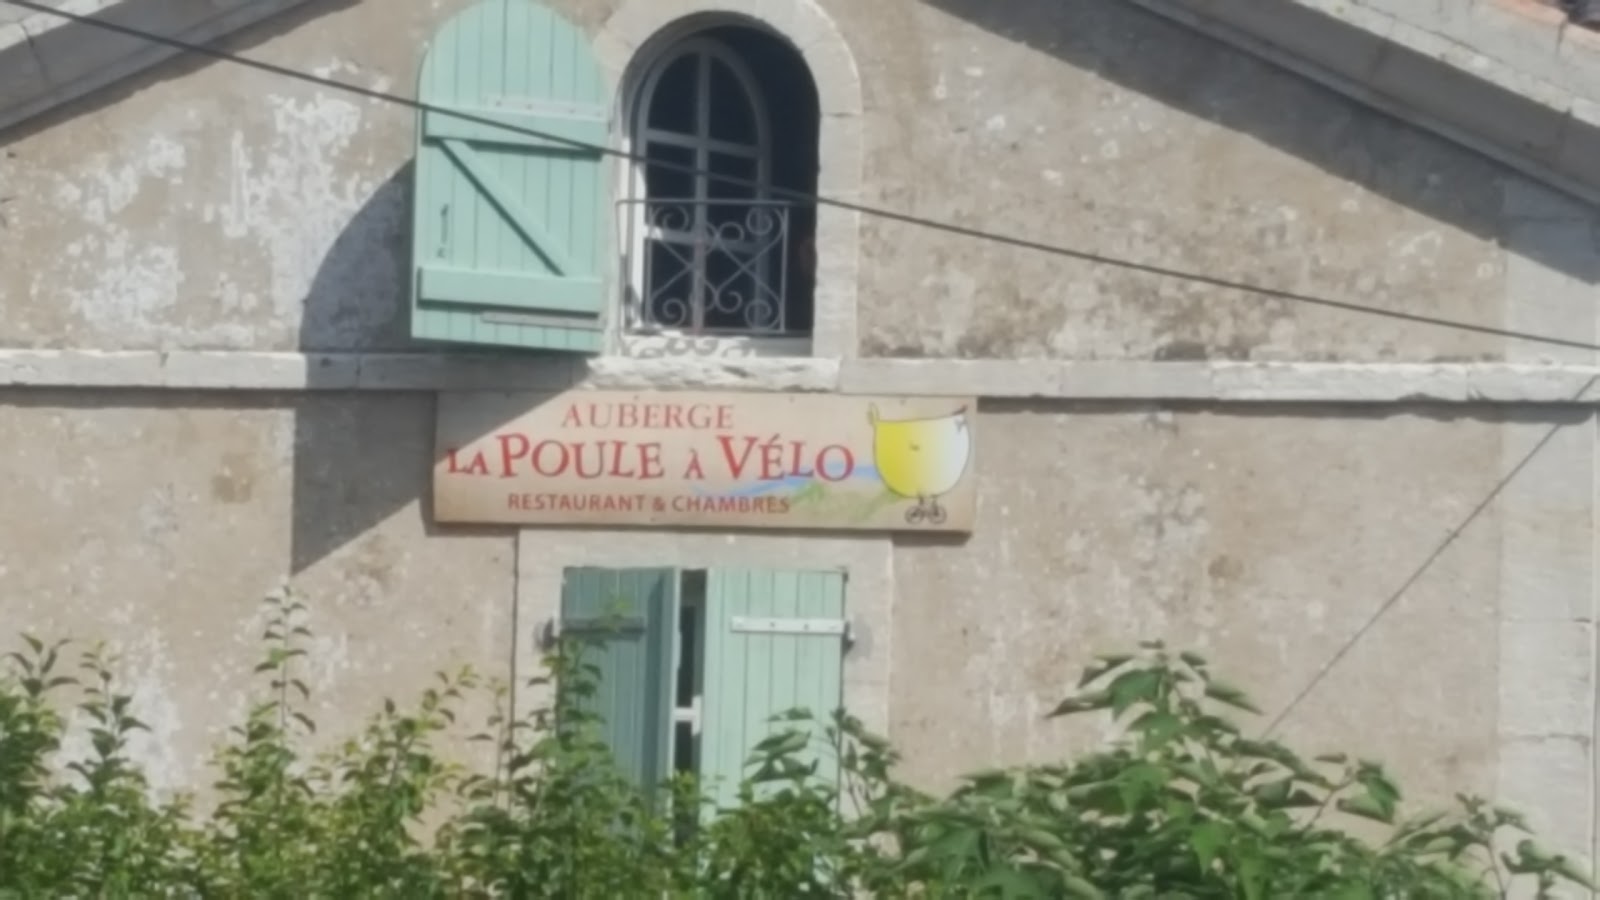 AUBERGE
LA POULE À VÉLO
RESTAURANT & CHAMBRES